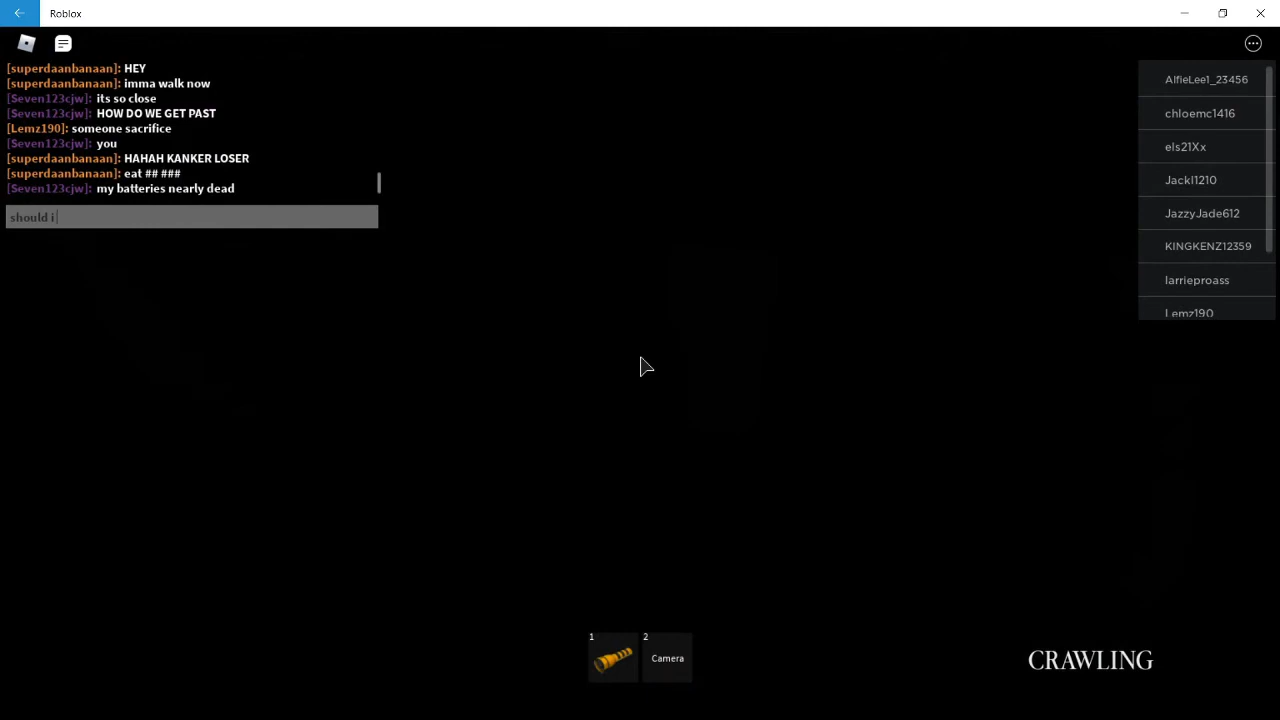 Roblox
[superdaanbanaan]: HEY
[superdaanbanaan]: imma walk now
[Seven123cjw]: its so close
[Seven123cjw]: HOW DO WE GET PAST
[Lemz190]: someone sacrifice
[Seven123cjw]: you
[superdaanbanaan]: HAHAH KANKER LOSER
[superdaanbanaan]: eat ## ###
[Seven123cjw]: my batteries nearly dead
should i
AlfieLee1_23456
chloemc1416
els21Xx
JackI1210
JazzyJade612
KINGKENZ12359
larrieproass
Lemz190
1
2
Camera
CRAWLING